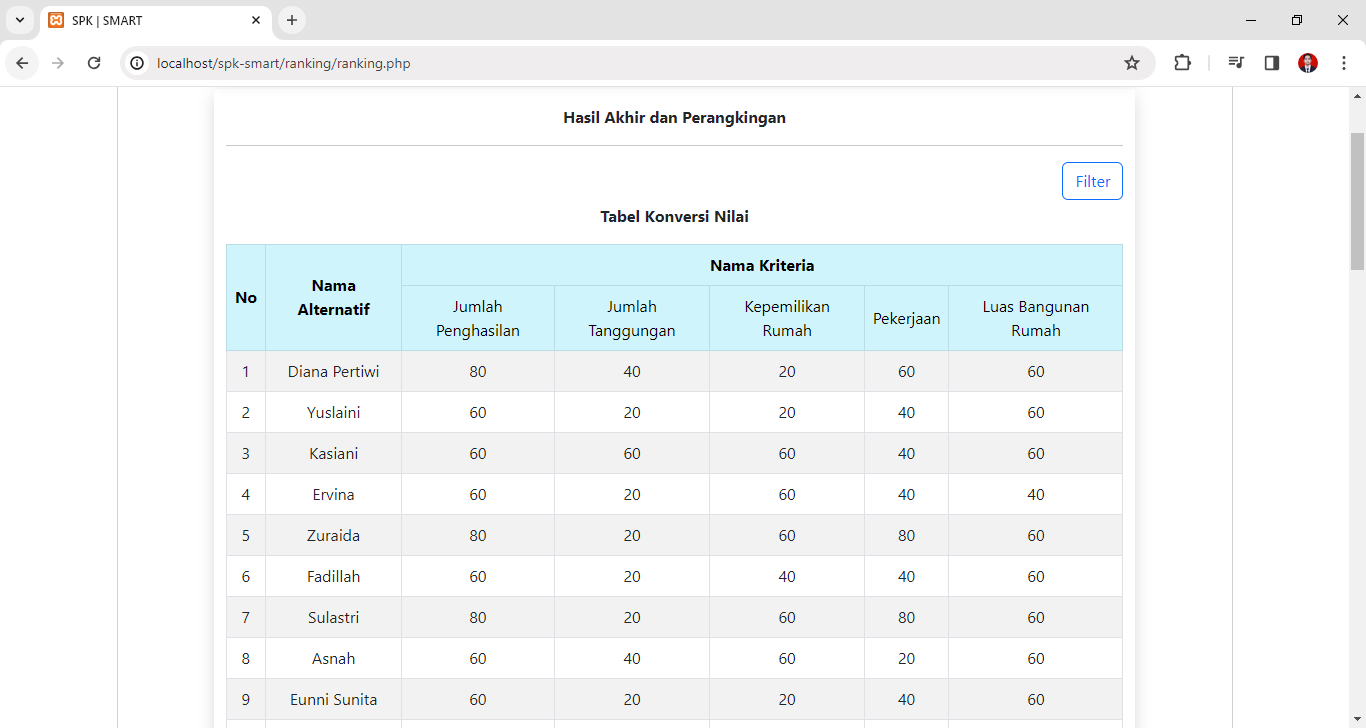 SPK | SMART
localhost/spk-smart/ranking/ranking.php
Hasil Akhir dan Perangkingan
Filter
Tabel Konversi Nilai
No Nama Alternatif Nama Kriteria
Jumlah Penghasilan Jumlah Tanggungan Kepemilikan Rumah Pekerjaan Luas Bangunan Rumah
1 Diana Pertiwi 80 40 20 60 60
2 Yuslaini 60 20 20 40 60
3 Kasiani 60 60 60 40 60
4 Ervina 60 20 60 40 40
5 Zuraida 80 20 60 80 60
6 Fadillah 60 20 40 40 60
7 Sulastri 80 20 60 80 60
8 Asnah 60 40 60 20 60
9 Eunni Sunita 60 20 20 40 60